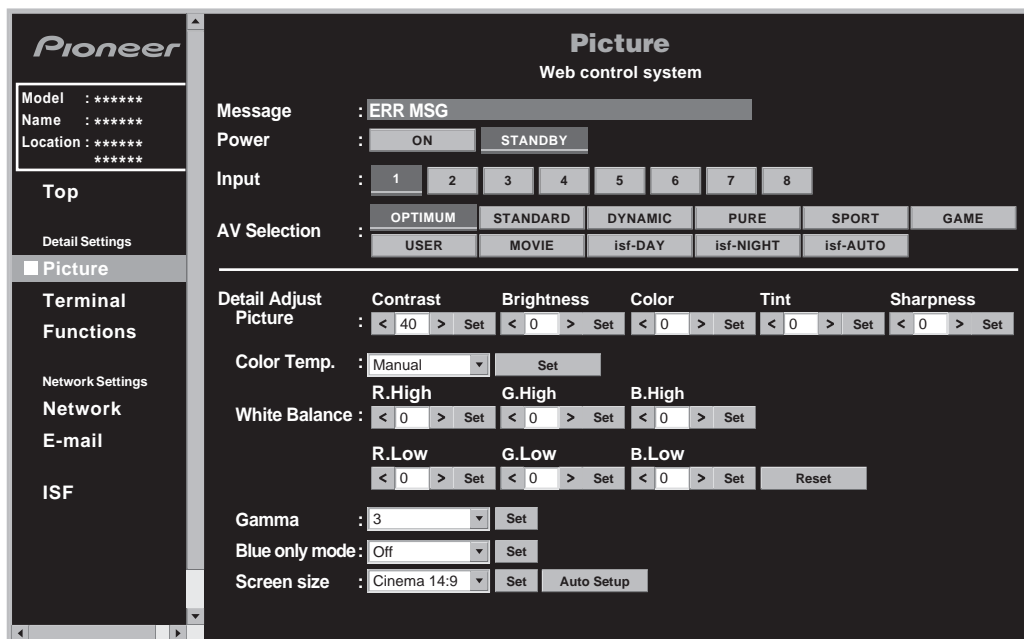 Pioneer
Model : ******
Name : ******
Location : ******
******
Top
Detail Settings
Picture
Terminal
Functions
Network Settings
Network
E-mail
ISF
Picture
Web control system
Message : ERR MSG
Power : ON STANDBY
Input : 1 2 3 4 5 6 7 8
AV Selection : OPTIMUM STANDARD DYNAMIC PURE SPORT GAME
USER MOVIE isf-DAY isf-NIGHT isf-AUTO
Detail Adjust Contrast Brightness Color Tint Sharpness
Picture : < 40 > Set < 0 > Set < 0 > Set < 0 > Set < 0 > Set
Color Temp. : Manual Set
R.High G.High B.High
White Balance : < 0 > Set < 0 > Set < 0 > Set
R.Low G.Low B.Low
< 0 > Set < 0 > Set < 0 > Set Reset
Gamma : 3 Set
Blue only mode : Off Set
Screen size : Cinema 14:9 Set Auto Setup